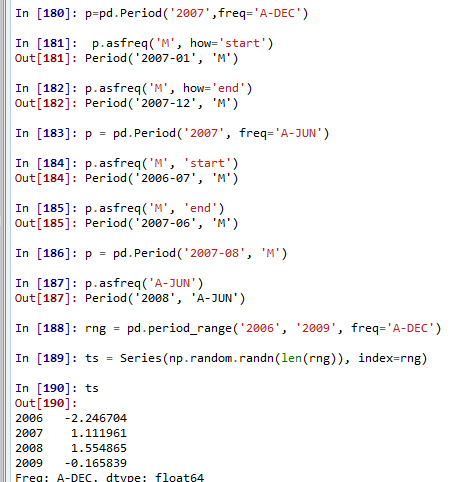 In [180]: p=pd.Period('2007',freq='A-DEC')
In [181]:  p.asfreq('M', how='start')
Out[181]: Period('2007-01', 'M')
In [182]: p.asfreq('M', how='end')
Out[182]: Period('2007-12', 'M')
In [183]: p = pd.Period('2007', freq='A-JUN')
In [184]: p.asfreq('M', 'start')
Out[184]: Period('2006-07', 'M')
In [185]: p.asfreq('M', 'end')
Out[185]: Period('2007-06', 'M')
In [186]: p = pd.Period('2007-08', 'M')
In [187]: p.asfreq('A-JUN')
Out[187]: Period('2008', 'A-JUN')
In [188]: rng = pd.period_range('2006', '2009', freq='A-DEC')
In [189]: ts = Series(np.random.randn(len(rng)), index=rng)
In [190]: ts
Out[190]:
2006   -2.246704
2007    1.111961
2008    1.554865
2009   -0.165839
Freq: A-DEC, dtype: float64